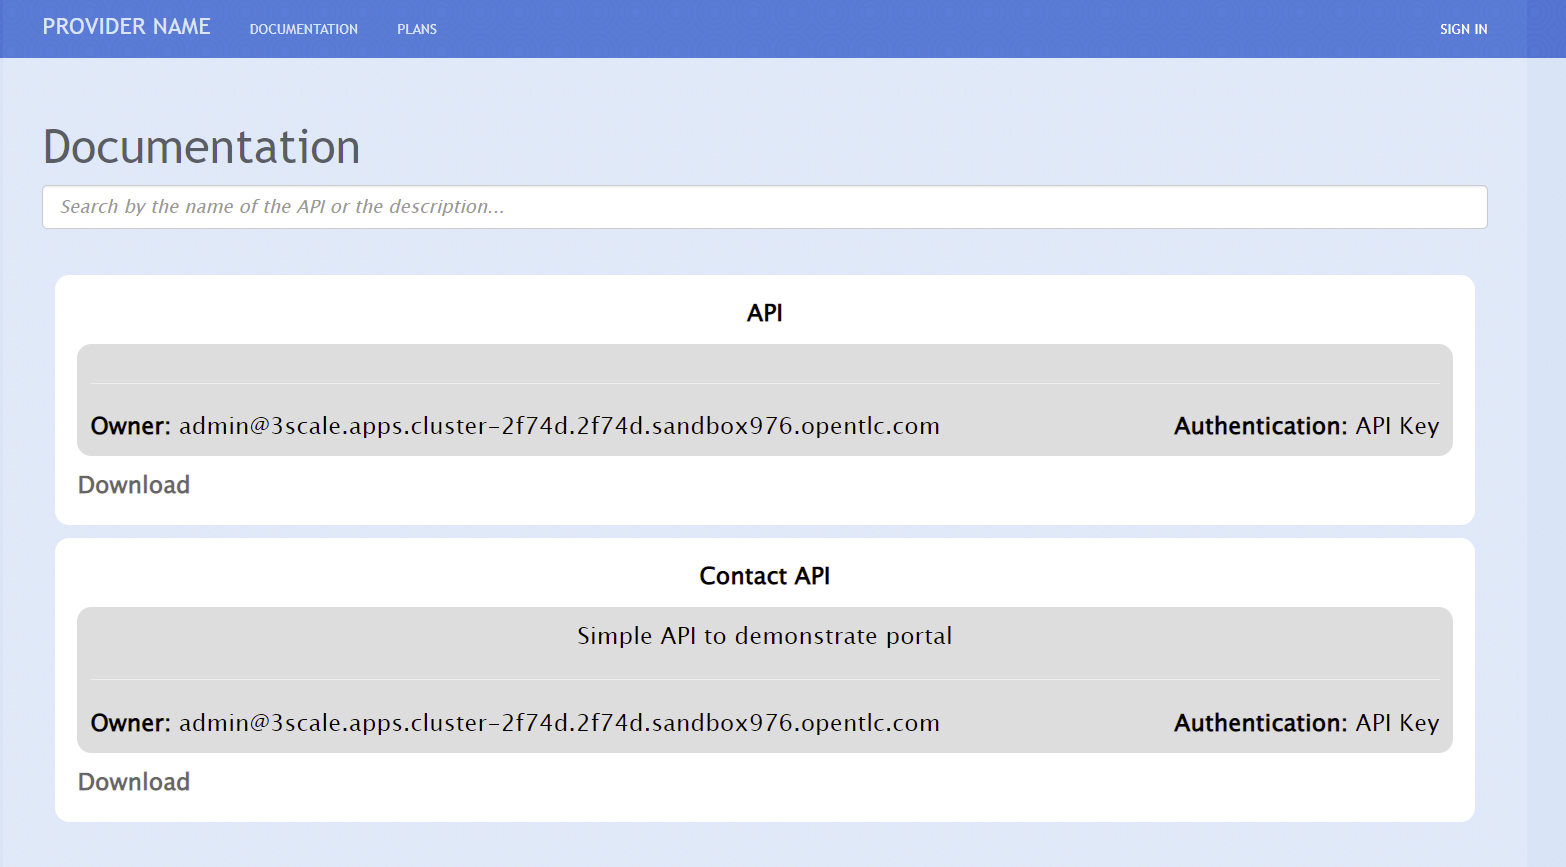 PROVIDER NAME DOCUMENTATION PLANS SIGN IN
Documentation
Search by the name of the API or the description...
API
Owner: admin@3scale.apps.cluster-2f74d.2f74d.sandbox976.opentlc.com Authentication: API Key
Download
Contact API
Simple API to demonstrate portal
Owner: admin@3scale.apps.cluster-2f74d.2f74d.sandbox976.opentlc.com Authentication: API Key
Download